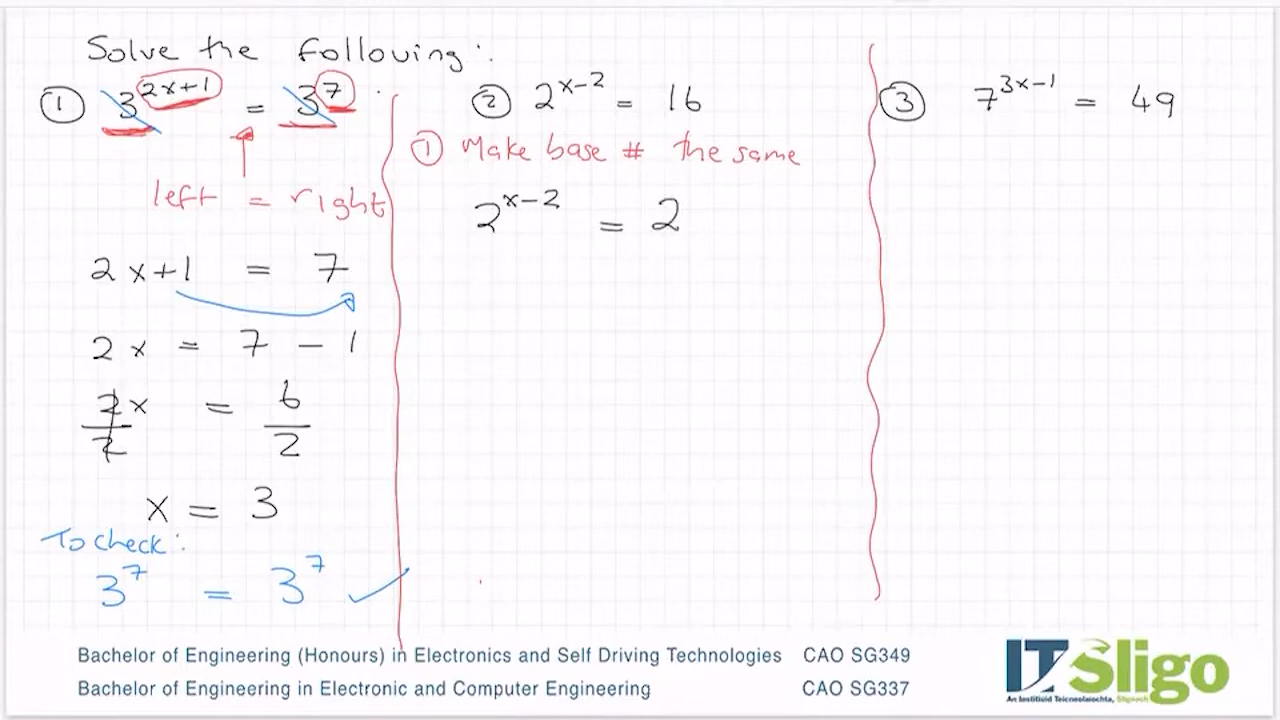 Solve the following:
① 3^(2x+1) = 3^7
left = right
2x+1 = 7
2x = 7 - 1
2x/2 = 6/2
x = 3
To check:
3^7 = 3^7 ✓
② 2^(x-2) = 16
① Make base # the same
2^(x-2) = 2
③ 7^(3x-1) = 49
Bachelor of Engineering (Honours) in Electronics and Self Driving Technologies CAO SG349
Bachelor of Engineering in Electronic and Computer Engineering CAO SG337
IT Sligo
An Institiúid Teicneolaíochta, Sligeach